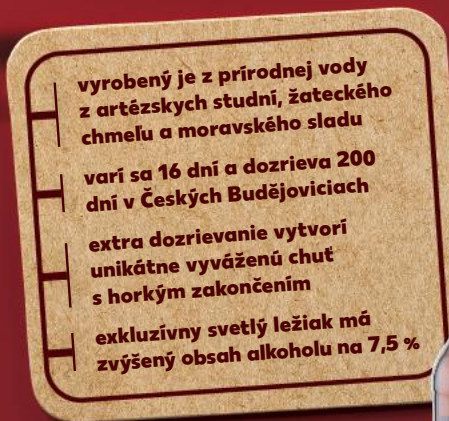 vyrobený je z prírodnej vody
z artézskych studní, žateckého
chmeľu a moravského sladu
varí sa 16 dní a dozrieva 200
dní v Českých Budějoviciach
extra dozrievanie vytvorí
unikátne vyváženú chuť
s horkým zakončením
exkluzívny svetlý ležiak má
zvýšený obsah alkoholu na 7,5 %